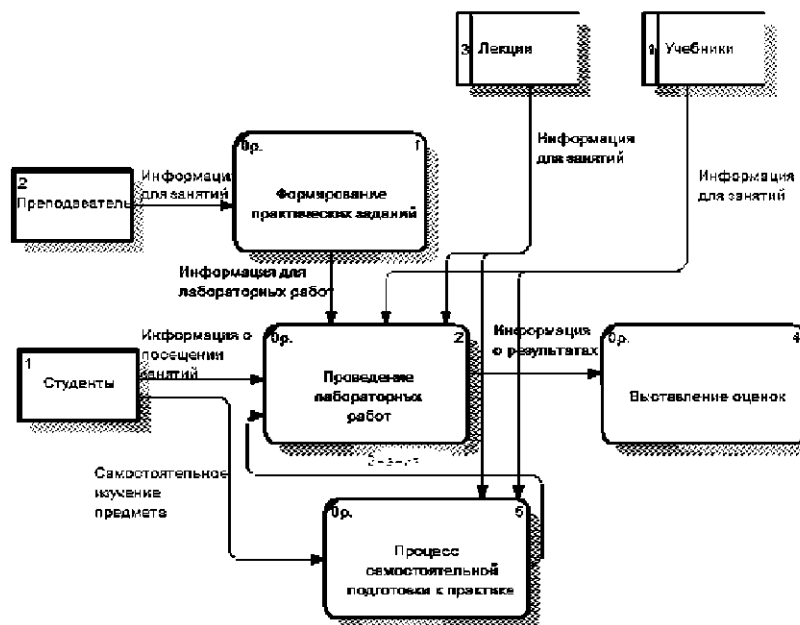 3 Лекции
Учебники
0р. 1
Формирование
практических заданий
2
Преподаватель
Информация
для занятий
Информация
для занятий
Информация
для занятий
Информация для
лабораторных работ
0р. 2
Проведение
лабораторных
работ
1
Студенты
Информация о
посещении
занятий
Информация
о результатах
0р. 4
Выставление оценок
Знания
Самостоятельное
изучение
предмета
0р. 5
Процесс
самостоятельной
подготовки к практике